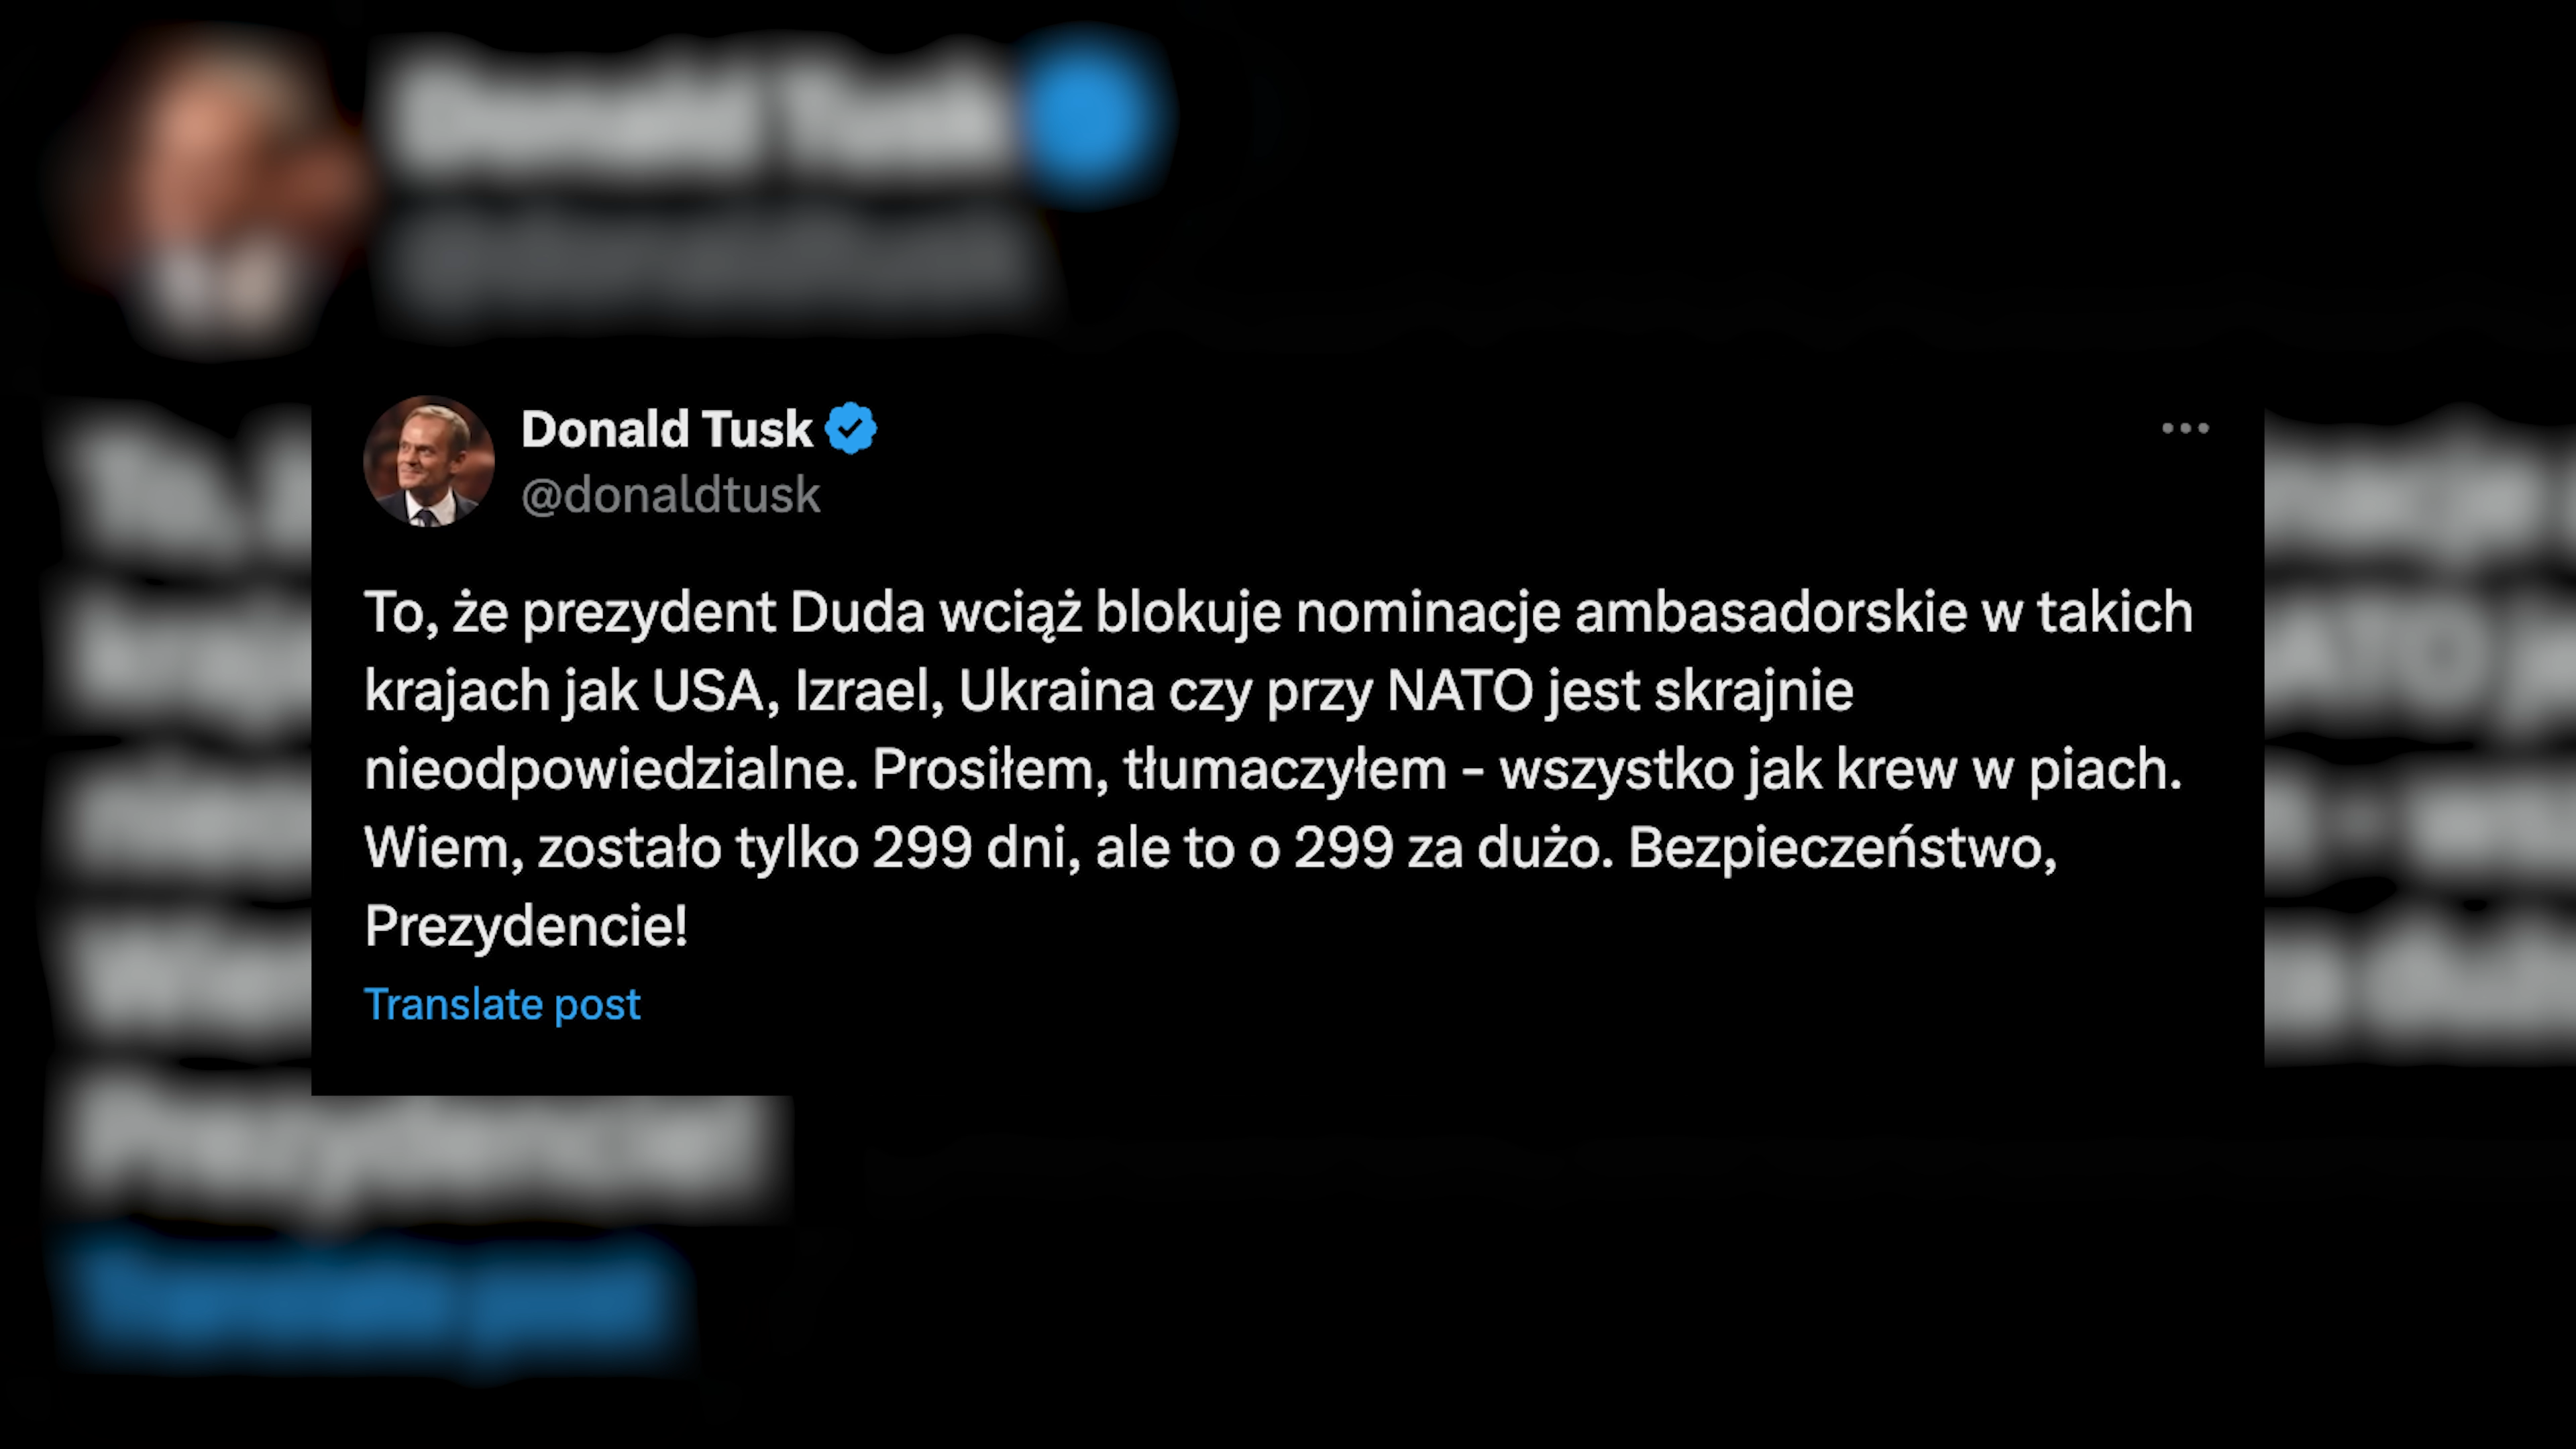 Donald Tusk
@donaldtusk
To, że prezydent Duda wciąż blokuje nominacje ambasadorskie w takich
krajach jak USA, Izrael, Ukraina czy przy NATO jest skrajnie
nieodpowiedzialne. Prosiłem, tłumaczyłem - wszystko jak krew w piach.
Wiem, zostało tylko 299 dni, ale to o 299 za dużo. Bezpieczeństwo,
Prezydencie!
Translate post